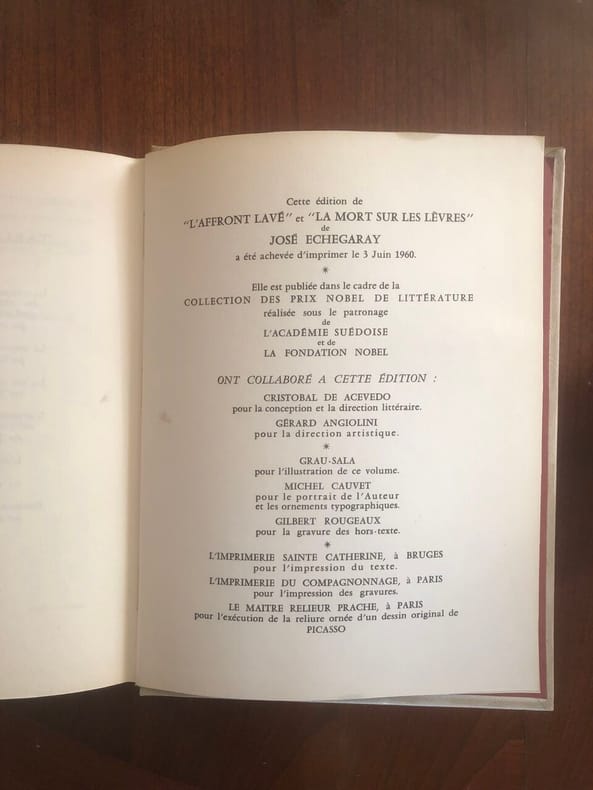 Cette édition de
"L'AFFRONT LAVÉ" et "LA MORT SUR LES LÈVRES"
de
JOSÉ ECHEGARAY
a été achevée d'imprimer le 3 Juin 1960.
*
Elle est publiée dans le cadre de la
COLLECTION DES PRIX NOBEL DE LITTÉRATURE
réalisée sous le patronage
de
L'ACADÉMIE SUÉDOISE
et de
LA FONDATION NOBEL
ONT COLLABORÉ A CETTE ÉDITION :
CRISTOBAL DE ACEVEDO
pour la conception et la direction littéraire.
GÉRARD ANGIOLINI
pour la direction artistique.
*
GRAU-SALA
pour l'illustration de ce volume.
MICHEL CAUVET
pour le portrait de l'Auteur
et les ornements typographiques.
GILBERT ROUGEAUX
pour la gravure des hors-texte.
*
L'IMPRIMERIE SAINTE CATHERINE, à BRUGES
pour l'impression du texte.
L'IMPRIMERIE DU COMPAGNONNAGE, à PARIS
pour l'impression des gravures.
LE MAITRE RELIEUR PRACHE, à PARIS
pour l'exécution de la reliure ornée d'un dessin original de
PICASSO